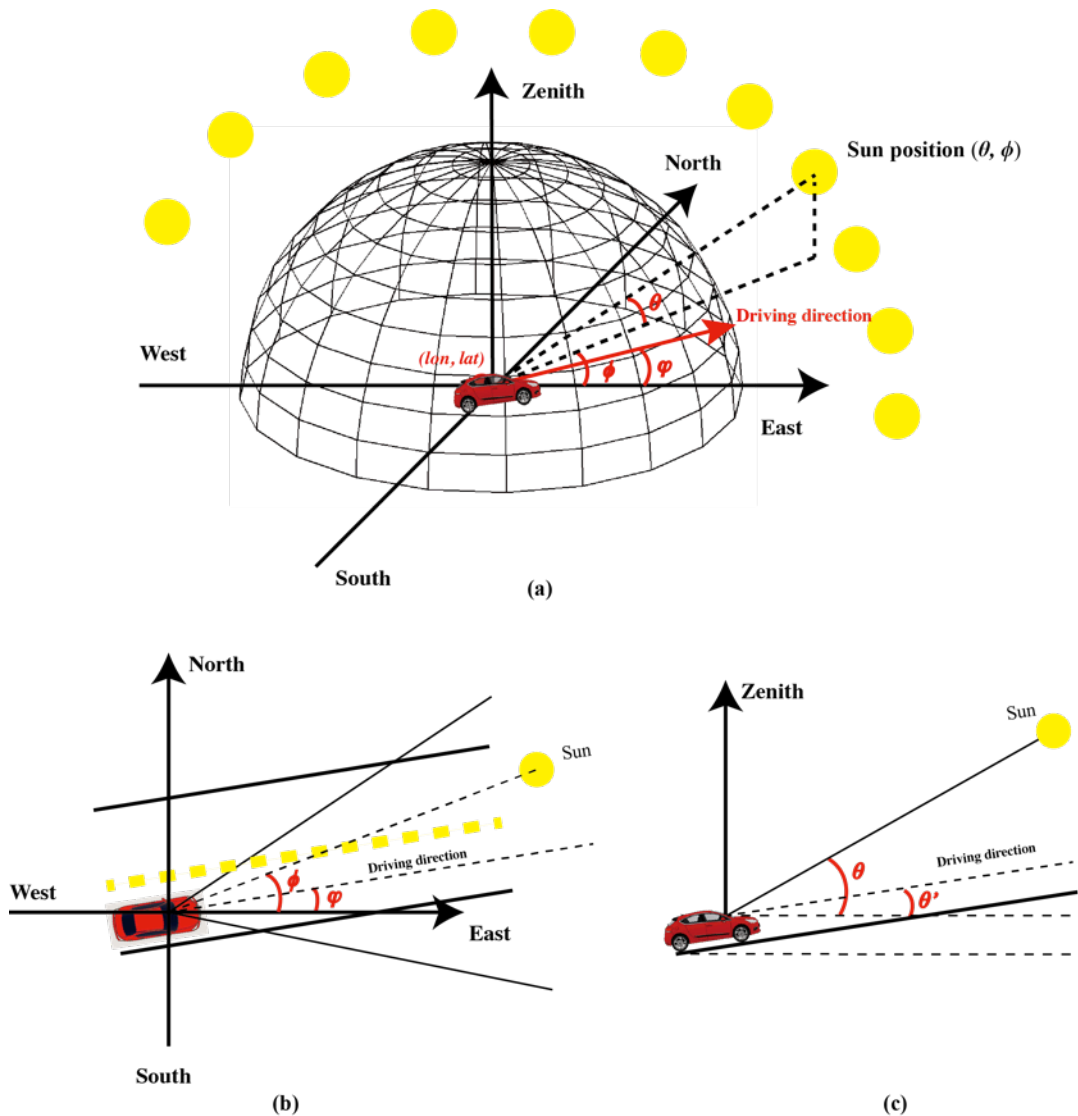 Zenith
North
Sun position (θ, ϕ)
θ
Driving direction
West
(lon, lat)
ϕ
φ
East
South
(a)
North
Sun
Driving direction
ϕ
φ
West
East
South
(b)
Zenith
Sun
Driving direction
θ
θ'
(c)